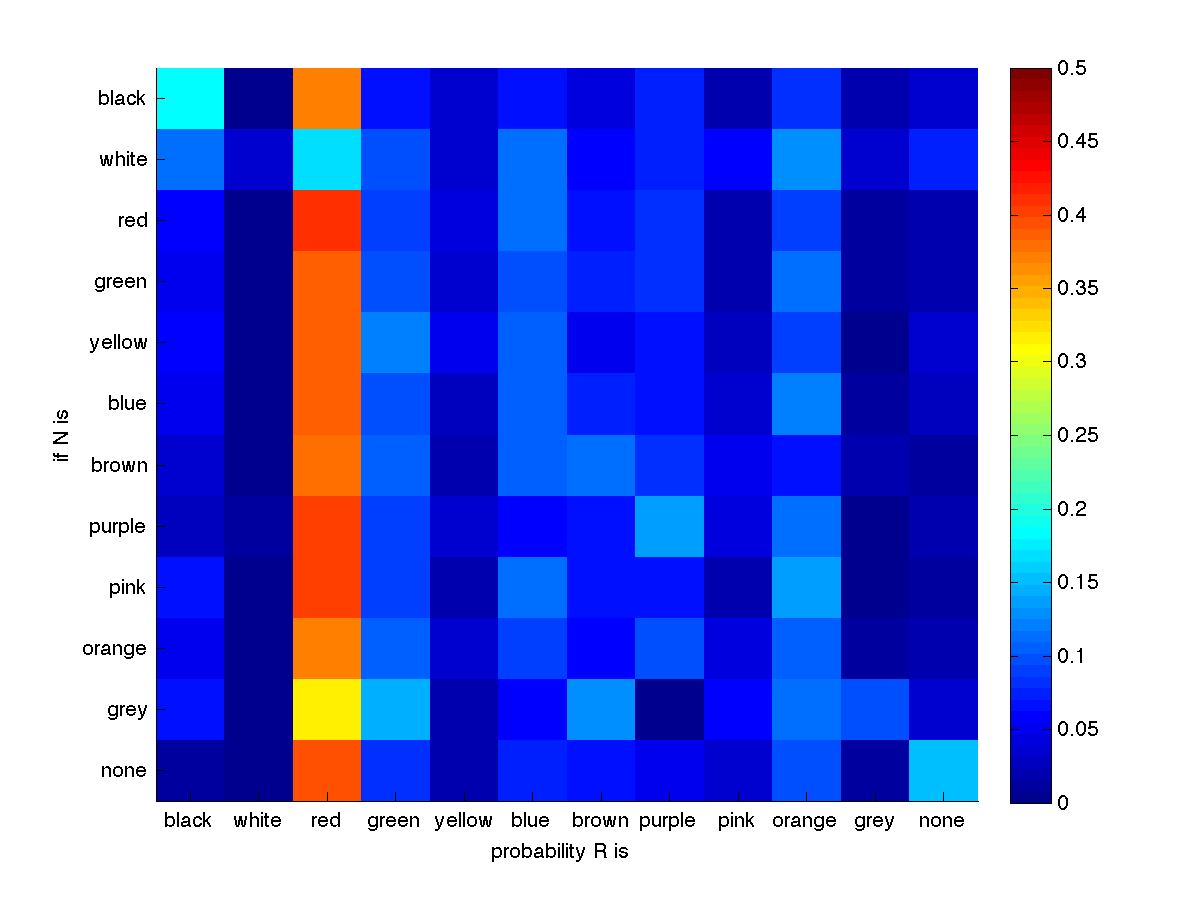 black
white
red
green
yellow
blue
brown
purple
pink
orange
grey
none
if N is
black white red green yellow blue brown purple pink orange grey none
probability R is
0.5
0.45
0.4
0.35
0.3
0.25
0.2
0.15
0.1
0.05
0